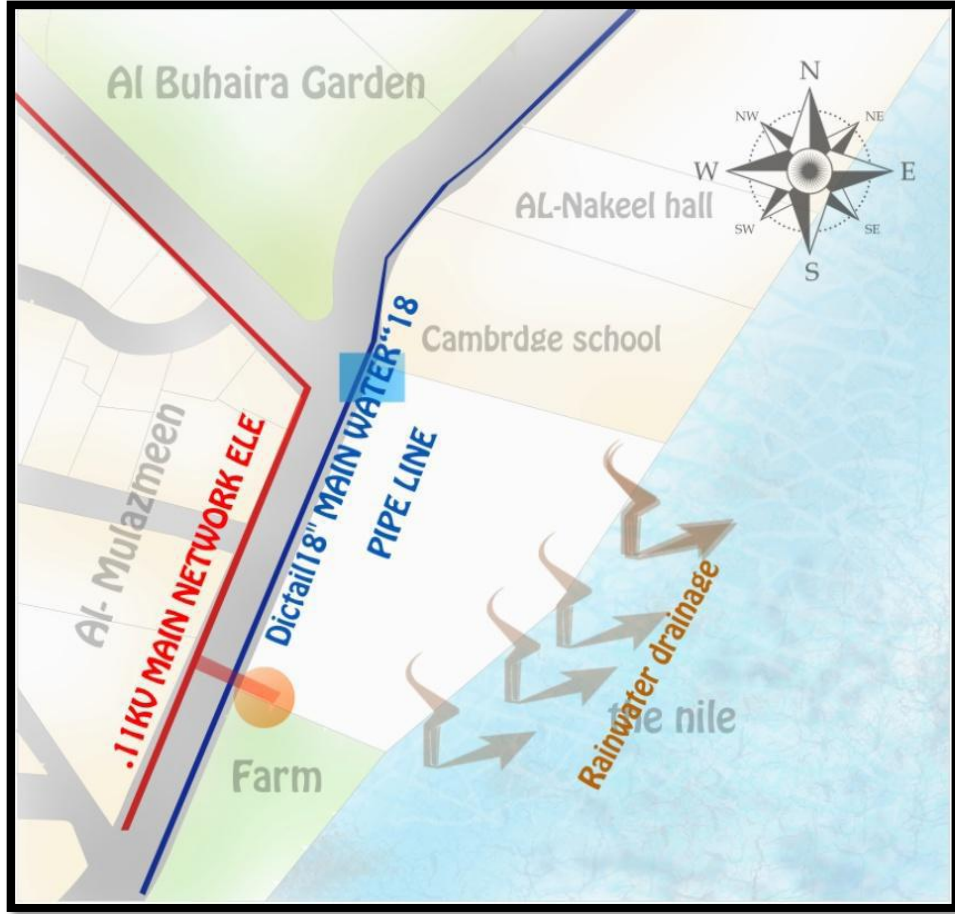 Al Buhaira Garden
N
NW
NE
W
E
SW
SE
S
AL-Nakeel hall
Cambrdge school
Al- Mulazmeen
.11KV MAIN NETWORK ELE
Dictail18" MAIN WATER“18
PIPE LINE
Rainwater drainage
the nile
Farm